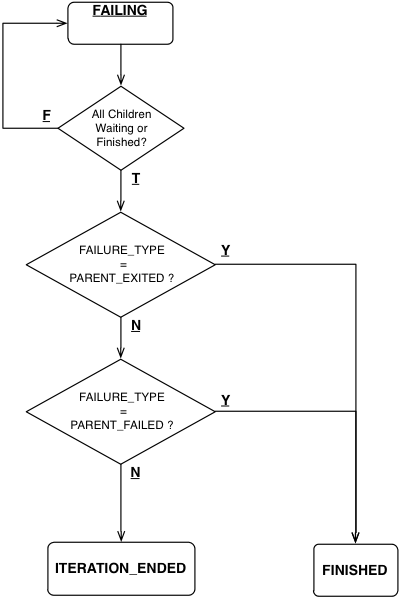 FAILING
All Children
Waiting or
Finished?
F
T
FAILURE_TYPE
=
PARENT_EXITED ?
Y
N
FAILURE_TYPE
=
PARENT_FAILED ?
Y
N
ITERATION_ENDED
FINISHED